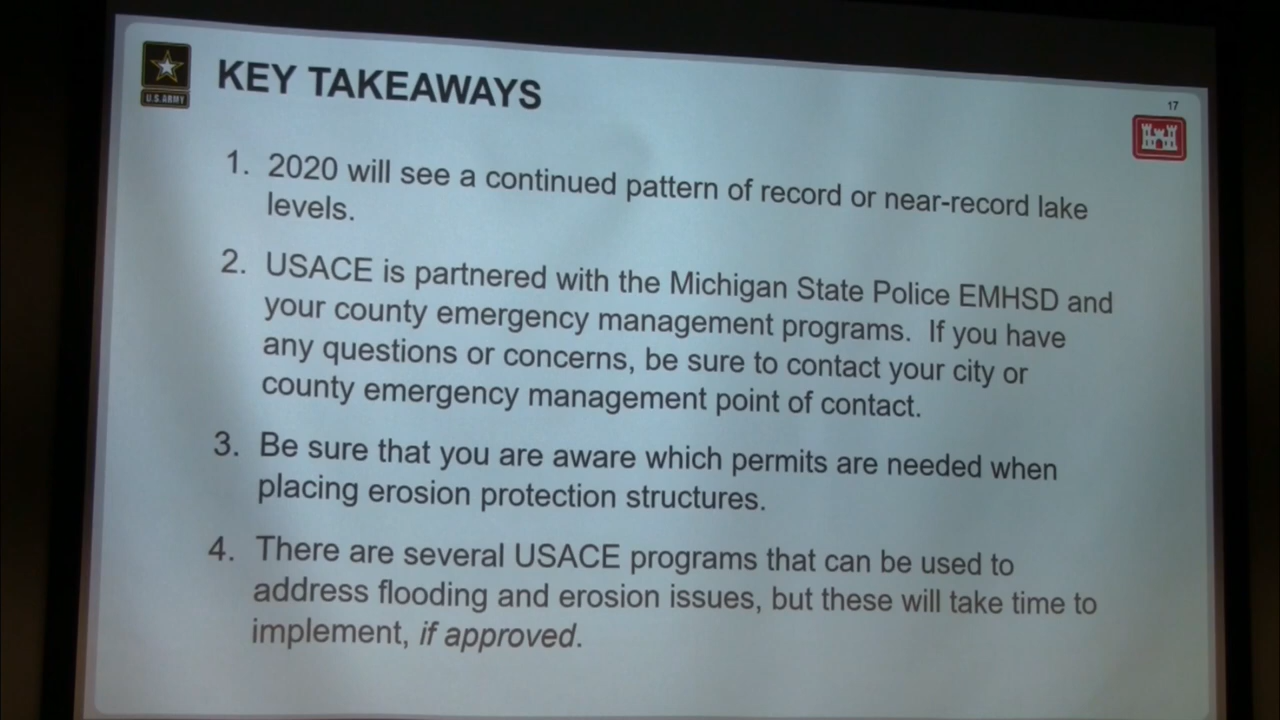 U.S. ARMY
KEY TAKEAWAYS
17
1. 2020 will see a continued pattern of record or near-record lake
levels.
2. USACE is partnered with the Michigan State Police EMHSD and
your county emergency management programs. If you have
any questions or concerns, be sure to contact your city or
county emergency management point of contact.
3. Be sure that you are aware which permits are needed when
placing erosion protection structures.
4. There are several USACE programs that can be used to
address flooding and erosion issues, but these will take time to
implement, if approved.